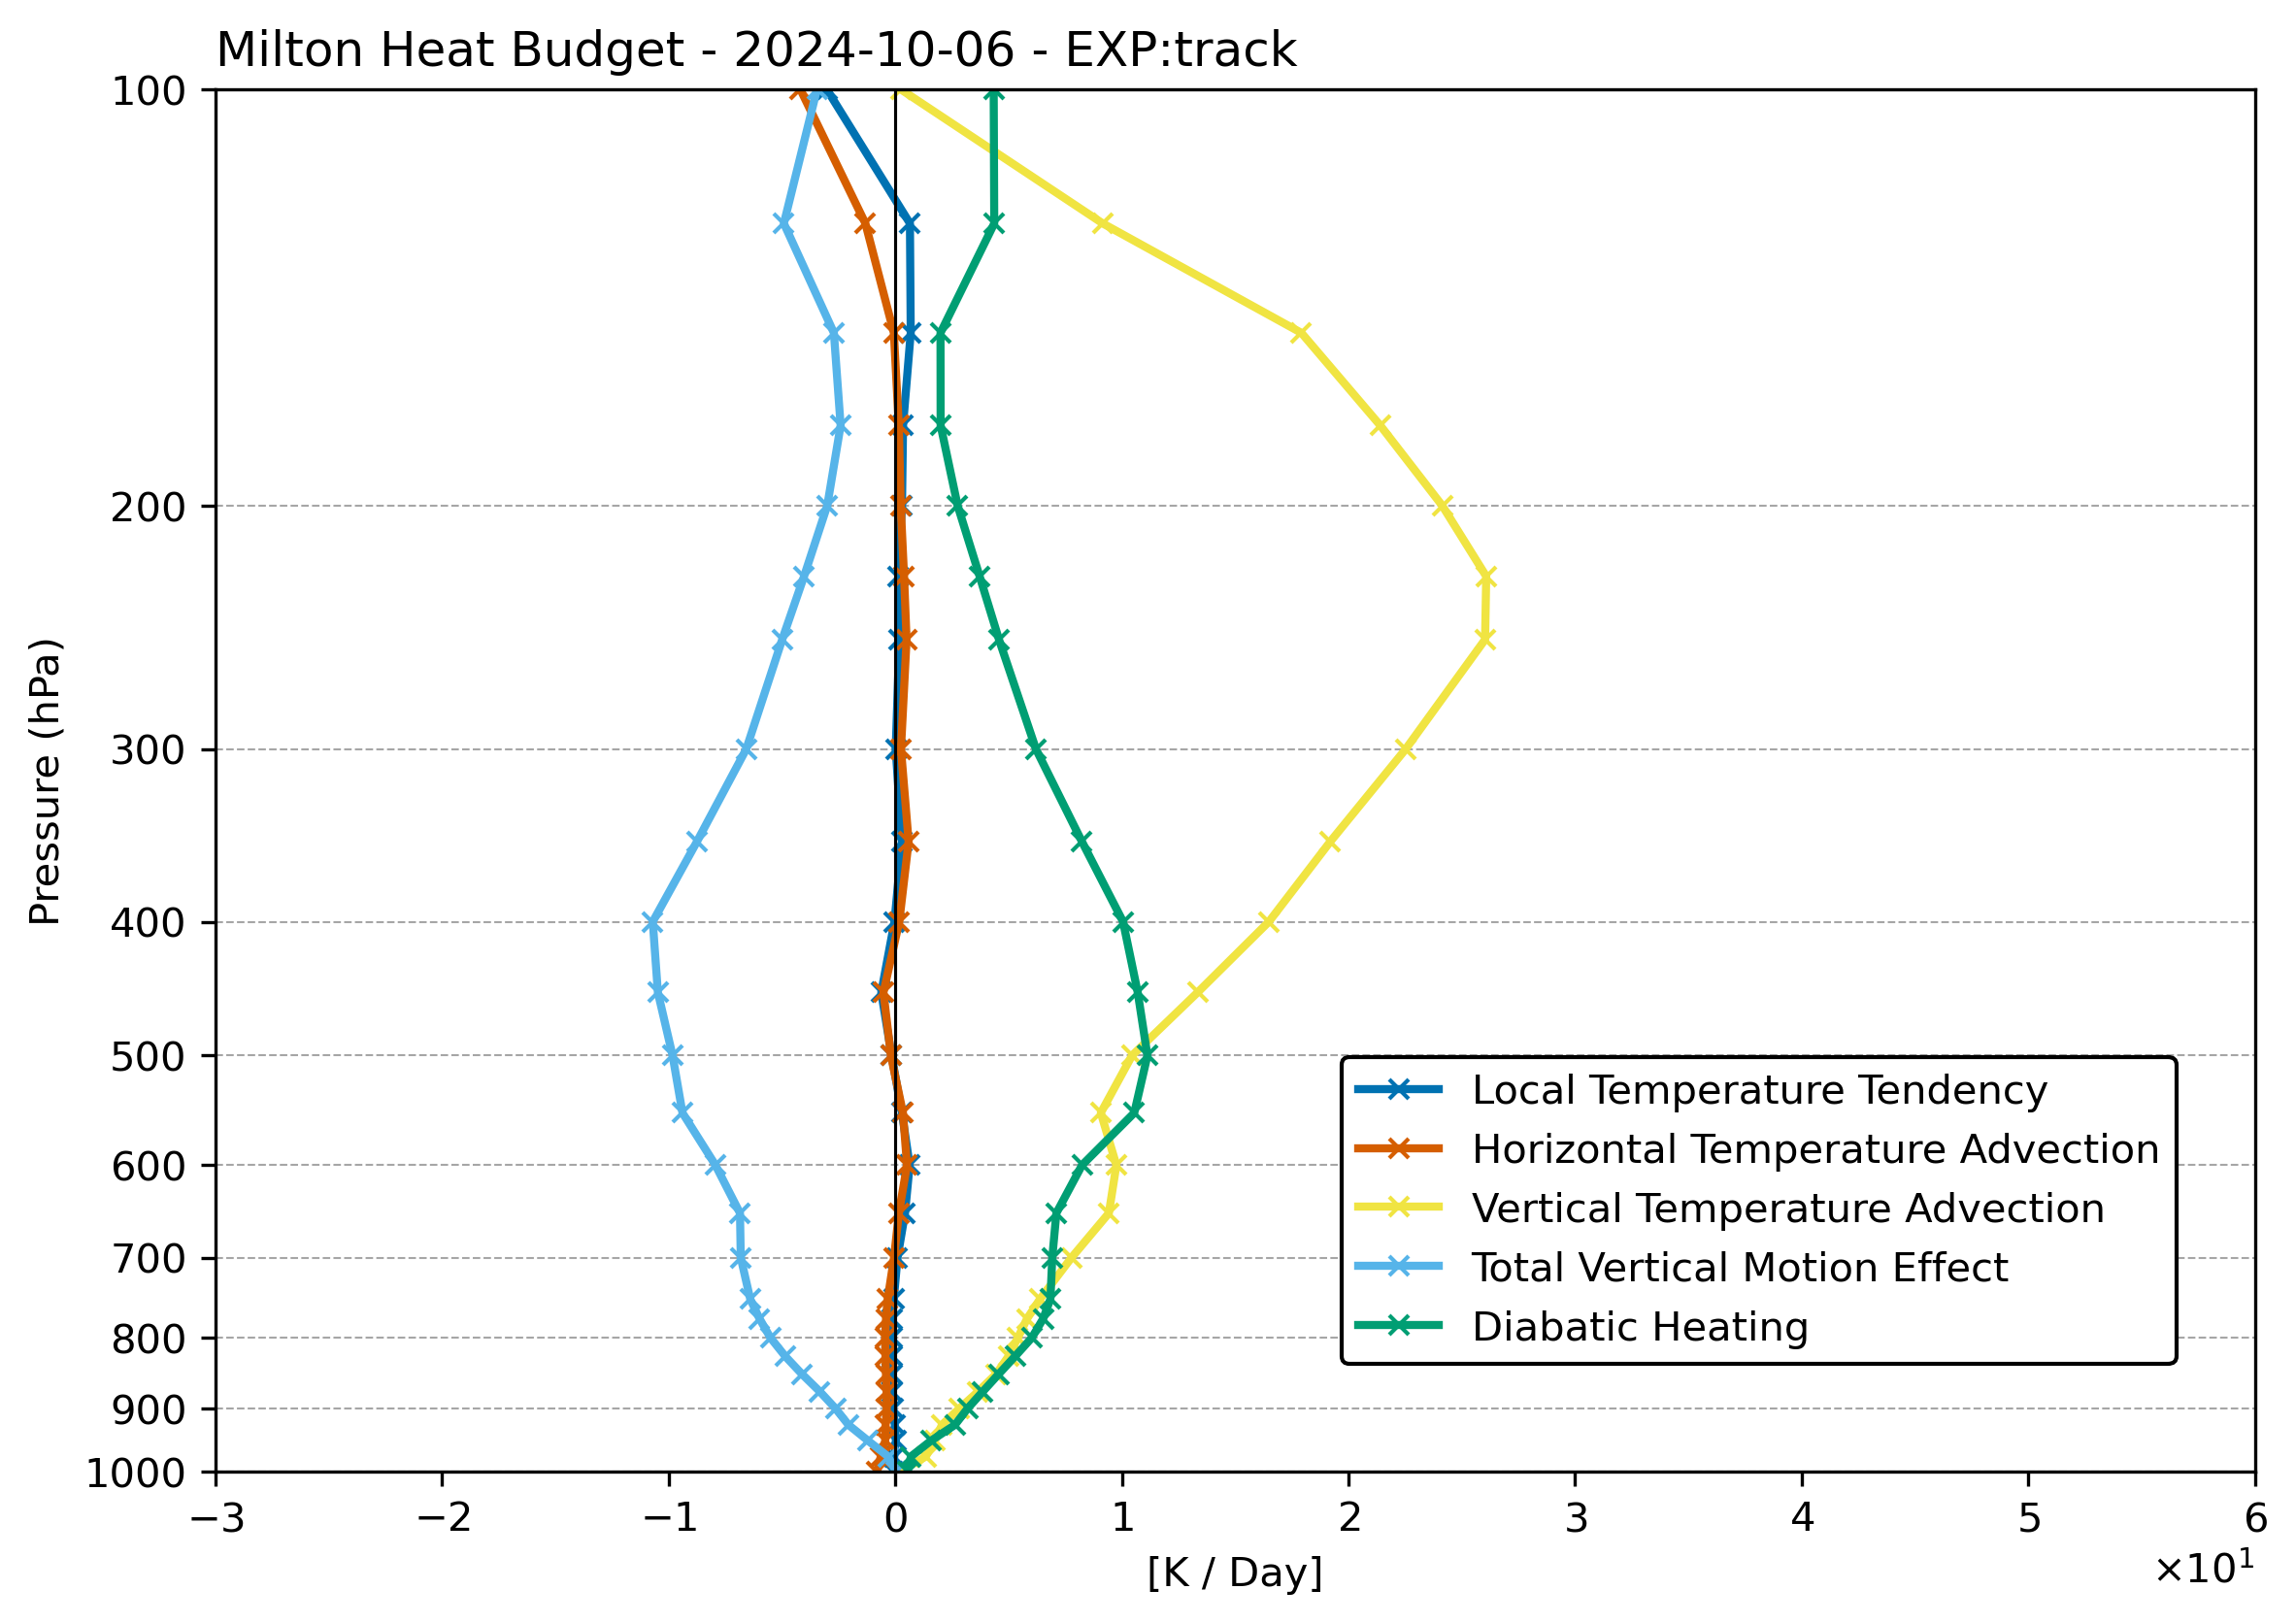 Milton Heat Budget - 2024-10-06 - EXP:track
100
200
300
400
500
600
700
800
900
1000
Pressure (hPa)
Local Temperature Tendency
Horizontal Temperature Advection
Vertical Temperature Advection
Total Vertical Motion Effect
Diabatic Heating
−3 −2 −1 0 1 2 3 4 5 6
[K / Day]
×10¹